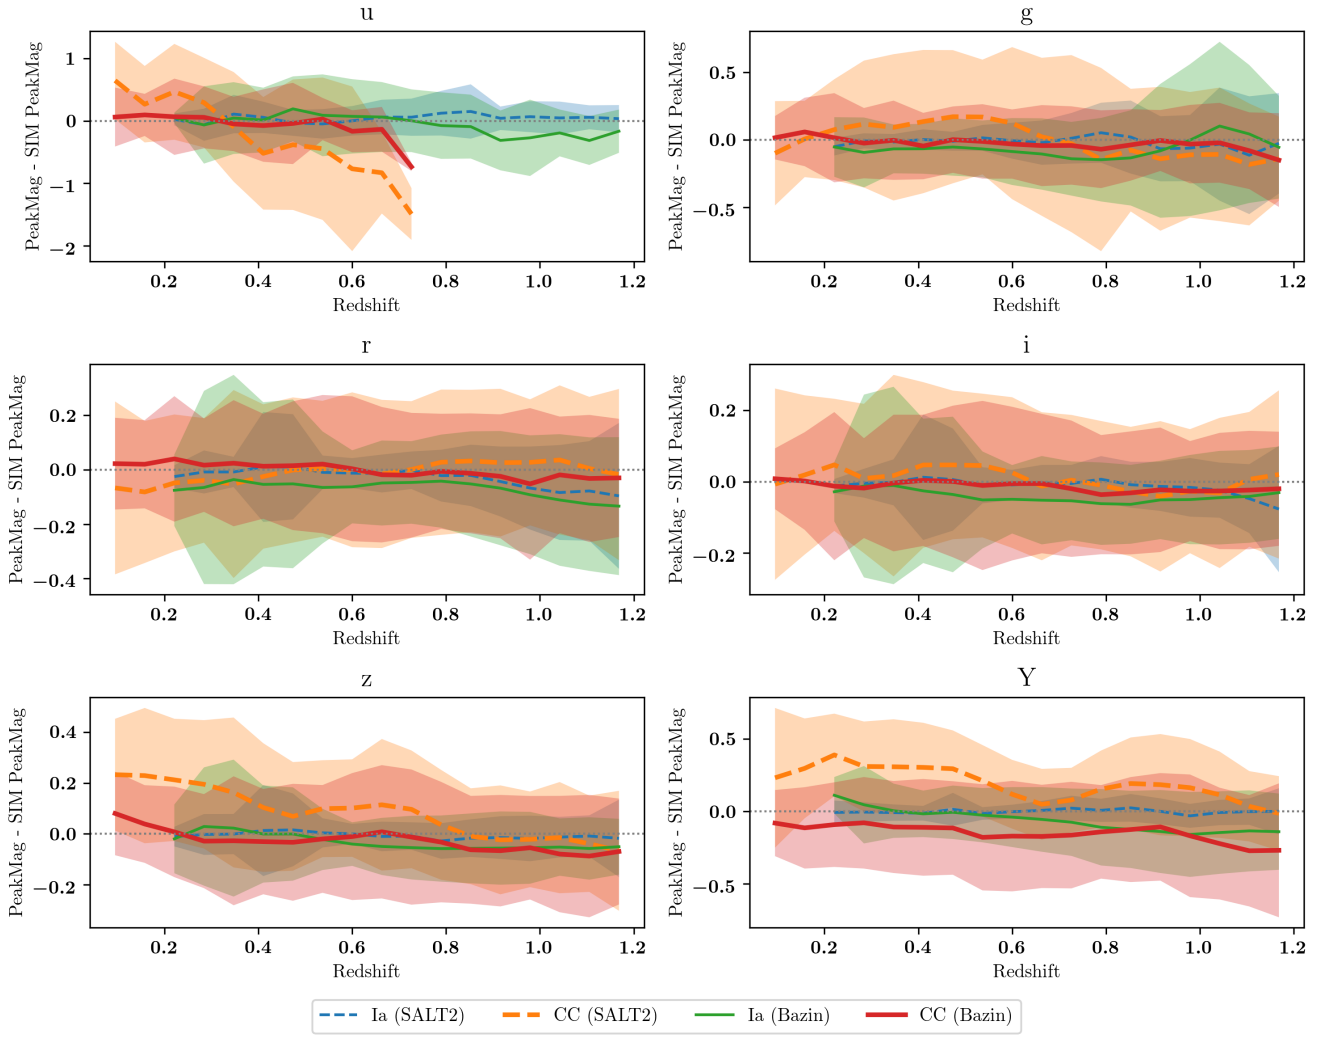 u
PeakMag - SIM PeakMag
1
0
−1
−2
0.2 0.4 0.6 0.8 1.0 1.2
Redshift
g
PeakMag - SIM PeakMag
0.5
0.0
−0.5
0.2 0.4 0.6 0.8 1.0 1.2
Redshift
r
PeakMag - SIM PeakMag
0.2
0.0
−0.2
−0.4
0.2 0.4 0.6 0.8 1.0 1.2
Redshift
i
PeakMag - SIM PeakMag
0.2
0.0
−0.2
0.2 0.4 0.6 0.8 1.0 1.2
Redshift
z
PeakMag - SIM PeakMag
0.4
0.2
0.0
−0.2
0.2 0.4 0.6 0.8 1.0 1.2
Redshift
Y
PeakMag - SIM PeakMag
0.5
0.0
−0.5
0.2 0.4 0.6 0.8 1.0 1.2
Redshift
Ia (SALT2) CC (SALT2) Ia (Bazin) CC (Bazin)